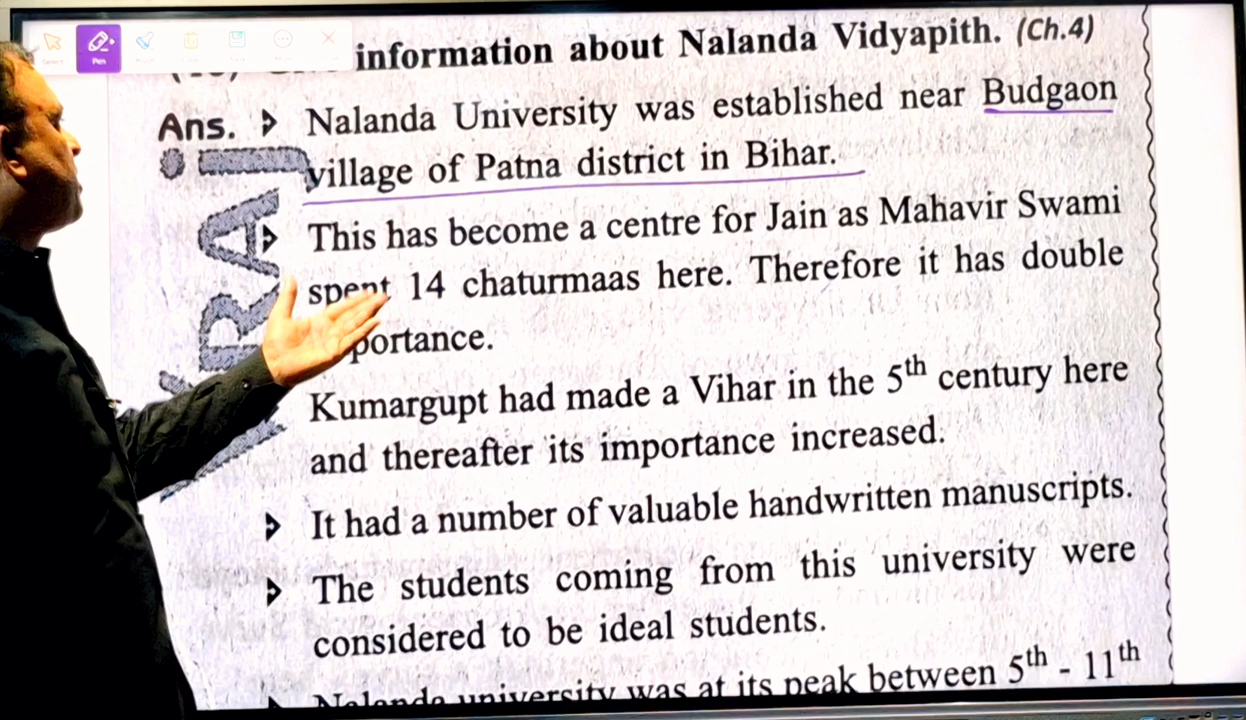 Select
Pen
information about Nalanda Vidyapith. (Ch.4)
Ans. Nalanda University was established near Budgaon
village of Patna district in Bihar.
This has become a centre for Jain as Mahavir Swami
spent 14 chaturmaas here. Therefore it has double
portance.
Kumargupt had made a Vihar in the 5th century here
and thereafter its importance increased.
It had a number of valuable handwritten manuscripts.
The students coming from this university were
considered to be ideal students.
Nalanda university was at its peak between 5th - 11th